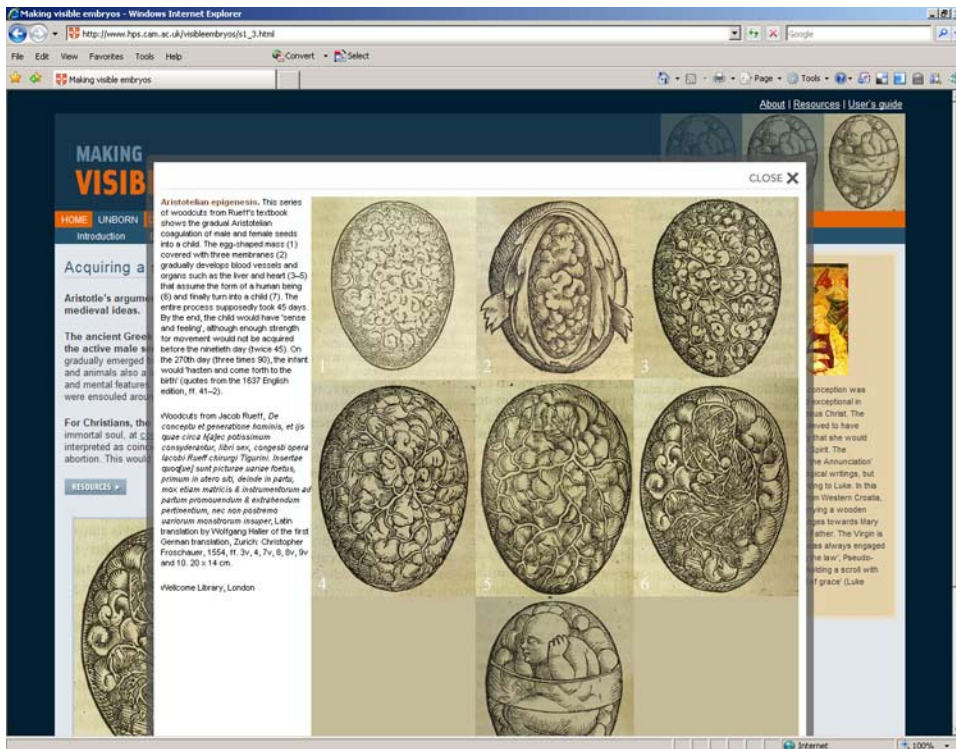 Making visible embryos - Windows Internet Explorer
http://www.hps.cam.ac.uk/visibleembryos/s1_3.html
Google
File Edit View Favorites Tools Help
Convert Select
Making visible embryos
Page Tools
About | Resources | User's guide
MAKING
VISIB
CLOSE X
HOME UNBORN
Introduction
Acquiring a
Aristotle's argume
medieval ideas.
The ancient Greek
the active male se
gradually emerged
and animals also a
and mental features
were ensouled aroun
For Christians, the
immortal soul, at
interpreted as coinc
abortion. This would
RESOURCES
Aristotelian epigenesis. This series
of woodcuts from Rueff's textbook
shows the gradual Aristotelian
coagulation of male and female seeds
into a child. The egg-shaped mass (1)
covered with three membranes (2)
gradually develops blood vessels and
organs such as the liver and heart (3–5)
that assume the form of a human being
(6) and finally turn into a child (7). The
entire process supposedly took 45 days.
By the end, the child would have 'sense
and feeling', although enough strength
for movement would not be acquired
before the ninetieth day (twice 45). On
the 270th day (three times 90), the infant
would 'hasten and come forth to the
birth' (quotes from the 1637 English
edition, ff. 41–2).
Woodcuts from Jacob Rueff, De
conceptu et generatione hominis, et ijs
quae circa h[a]ec potissimum
consyderantur, libri sex, congesti opera
Iacobi Rueff chirurgi Tigurini. Insertae
quoq[ue] sunt picturae uariae foetus,
primum in utero siti, deinde in partu,
mox etiam matricis & instrumentorum ad
partum promouendum & extrahendum
pertinentium, nec non postremo
uariorum monstrorum insuper, Latin
translation by Wolfgang Haller of the first
German translation, Zurich: Christopher
Froschauer, 1554, ff. 3v, 4, 7v, 8, 8v, 9v
and 10. 20 x 14 cm.
Wellcome Library, London
1
2
3
4
5
6
conception was
exceptional in
us Christ. The
eved to have
y that she would
Spirit. The
the Annunciation'
ical writings, but
ing to Luke. In this
om Western Croatia,
ying a wooden
nges towards Mary
Father. The Virgin is
as always engaged
the law', Pseudo-
olding a scroll with
of grace' (Luke
Internet
100%